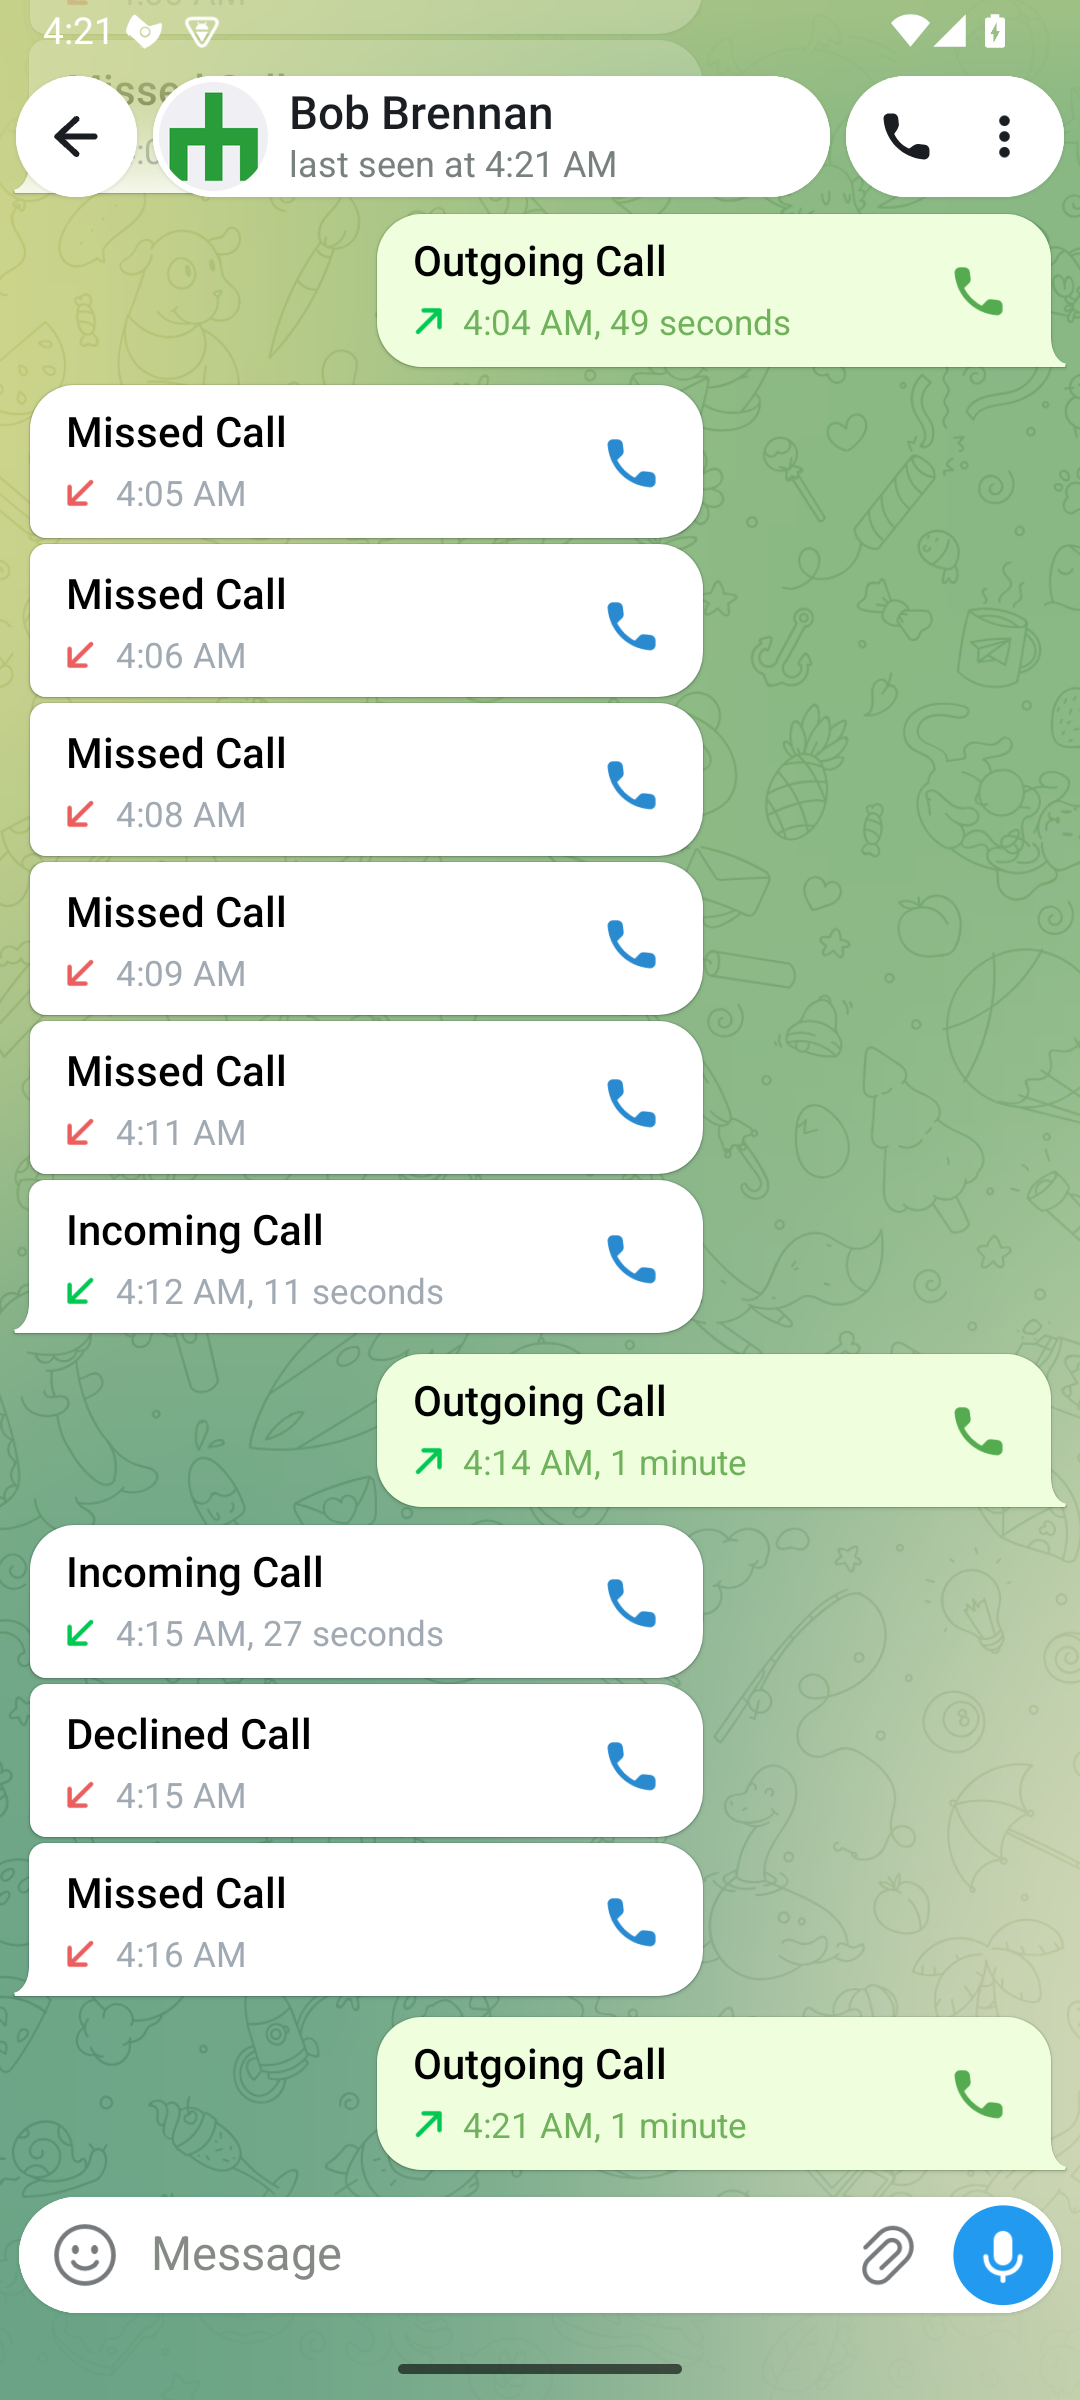 4:21
Bob Brennan
last seen at 4:21 AM
Outgoing Call
4:04 AM, 49 seconds
Missed Call
4:05 AM
Missed Call
4:06 AM
Missed Call
4:08 AM
Missed Call
4:09 AM
Missed Call
4:11 AM
Incoming Call
4:12 AM, 11 seconds
Outgoing Call
4:14 AM, 1 minute
Incoming Call
4:15 AM, 27 seconds
Declined Call
4:15 AM
Missed Call
4:16 AM
Outgoing Call
4:21 AM, 1 minute
Message